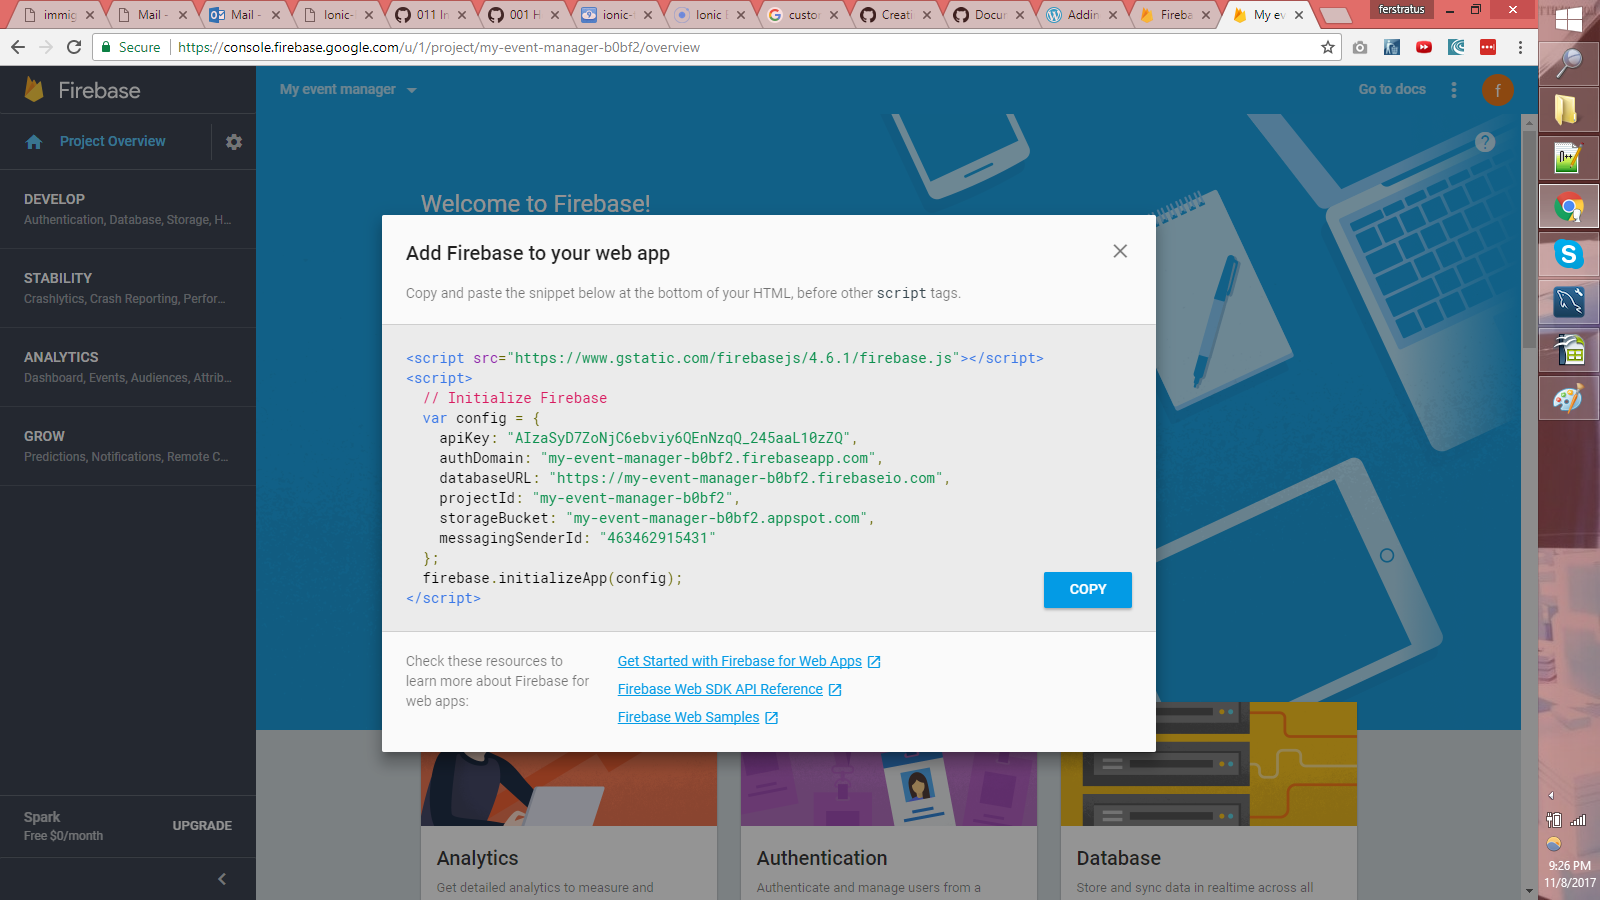 immig
Mail -
Mail -
Ionic-
011 In
001 H
ionic-
Ionic
custor
Creati
Docur
Addin
Fireba
My ev
ferstratus
Secure
https://console.firebase.google.com/u/1/project/my-event-manager-b0bf2/overview
Firebase
My event manager
Go to docs
f
Project Overview
?
DEVELOP
Authentication, Database, Storage, H...
Welcome to Firebase!
STABILITY
Crashlytics, Crash Reporting, Perfor...
ANALYTICS
Dashboard, Events, Audiences, Attrib...
GROW
Predictions, Notifications, Remote C...
Add Firebase to your web app
Copy and paste the snippet below at the bottom of your HTML, before other script tags.
<script src="https://www.gstatic.com/firebasejs/4.6.1/firebase.js"></script>
<script>
// Initialize Firebase
var config = {
apiKey: "AIzaSyD7ZoNjC6ebviy6QEnNzqQ_245aaL10zZQ",
authDomain: "my-event-manager-b0bf2.firebaseapp.com",
databaseURL: "https://my-event-manager-b0bf2.firebaseio.com",
projectId: "my-event-manager-b0bf2",
storageBucket: "my-event-manager-b0bf2.appspot.com",
messagingSenderId: "463462915431"
};
firebase.initializeApp(config);
</script>
COPY
Check these resources to
learn more about Firebase for
web apps:
Get Started with Firebase for Web Apps
Firebase Web SDK API Reference
Firebase Web Samples
Spark
Free $0/month
UPGRADE
Analytics
Get detailed analytics to measure and
Authentication
Authenticate and manage users from a
Database
Store and sync data in realtime across all
9:26 PM
11/8/2017